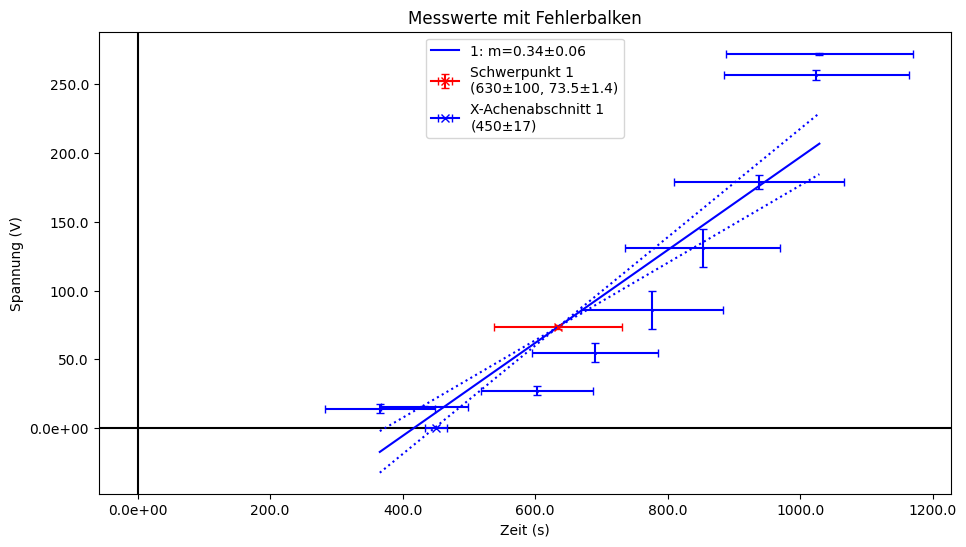 Messwerte mit Fehlerbalken
1: m=0.34±0.06
Schwerpunkt 1
(630±100, 73.5±1.4)
X-Achenabschnitt 1
(450±17)
Spannung (V)
250.0
200.0
150.0
100.0
50.0
0.0e+00
0.0e+00 200.0 400.0 600.0 800.0 1000.0 1200.0
Zeit (s)